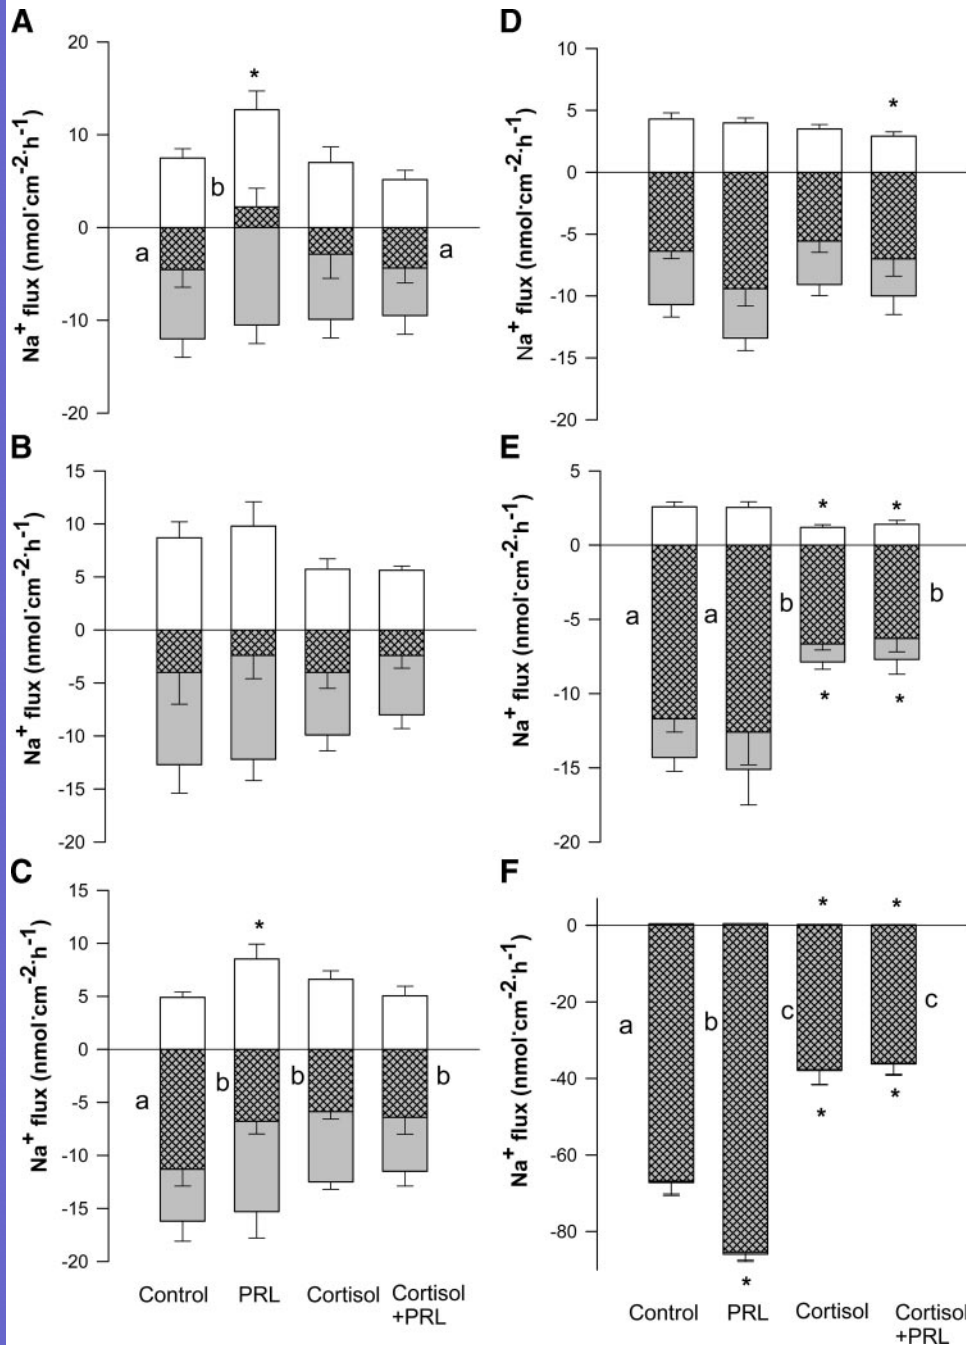 A
Na+ flux (nmol·cm-2·h-1)
20
10
0
-10
-20
*
a
b
a
B
Na+ flux (nmol·cm-2·h-1)
15
10
5
0
-5
-10
-15
-20
C
Na+ flux (nmol·cm-2·h-1)
15
10
5
0
-5
-10
-15
-20
*
a
b
b
b
Control
PRL
Cortisol
Cortisol
+PRL
D
Na+ flux (nmol·cm-2·h-1)
10
5
0
-5
-10
-15
-20
*
E
Na+ flux (nmol·cm-2·h-1)
5
0
-5
-10
-15
-20
* *
a
a
b
b
* *
F
Na+ flux (nmol·cm-2·h-1)
0
-20
-40
-60
-80
* *
a
b
c
c
* *
*
Control
PRL
Cortisol
Cortisol
+PRL